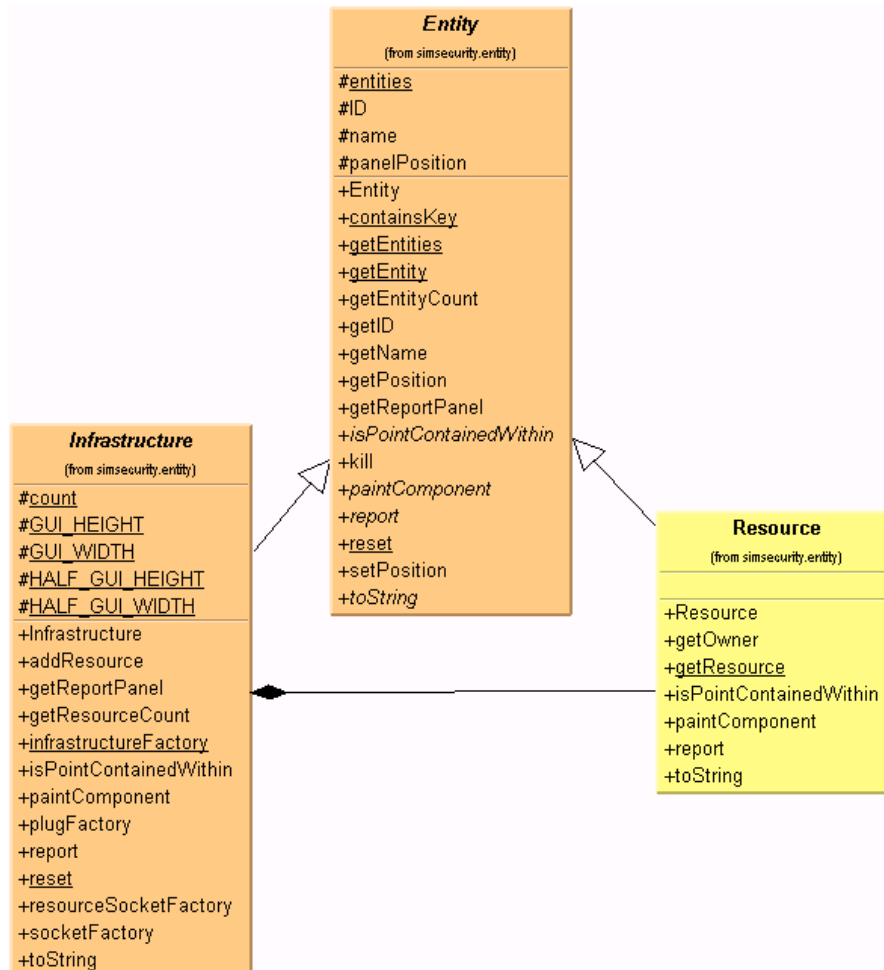 Entity
(from simsecurity.entity)
#entities
#ID
#name
#panelPosition
+Entity
+containsKey
+getEntities
+getEntity
+getEntityCount
+getID
+getName
+getPosition
+getReportPanel
+isPointContainedWithin
+kill
+paintComponent
+report
+reset
+setPosition
+toString
Infrastructure
(from simsecurity.entity)
#count
#GUI_HEIGHT
#GUI_WIDTH
#HALF_GUI_HEIGHT
#HALF_GUI_WIDTH
+Infrastructure
+addResource
+getReportPanel
+getResourceCount
+infrastructureFactory
+isPointContainedWithin
+paintComponent
+plugFactory
+report
+reset
+resourceSocketFactory
+socketFactory
+toString
Resource
(from simsecurity.entity)
+Resource
+getOwner
+getResource
+isPointContainedWithin
+paintComponent
+report
+toString